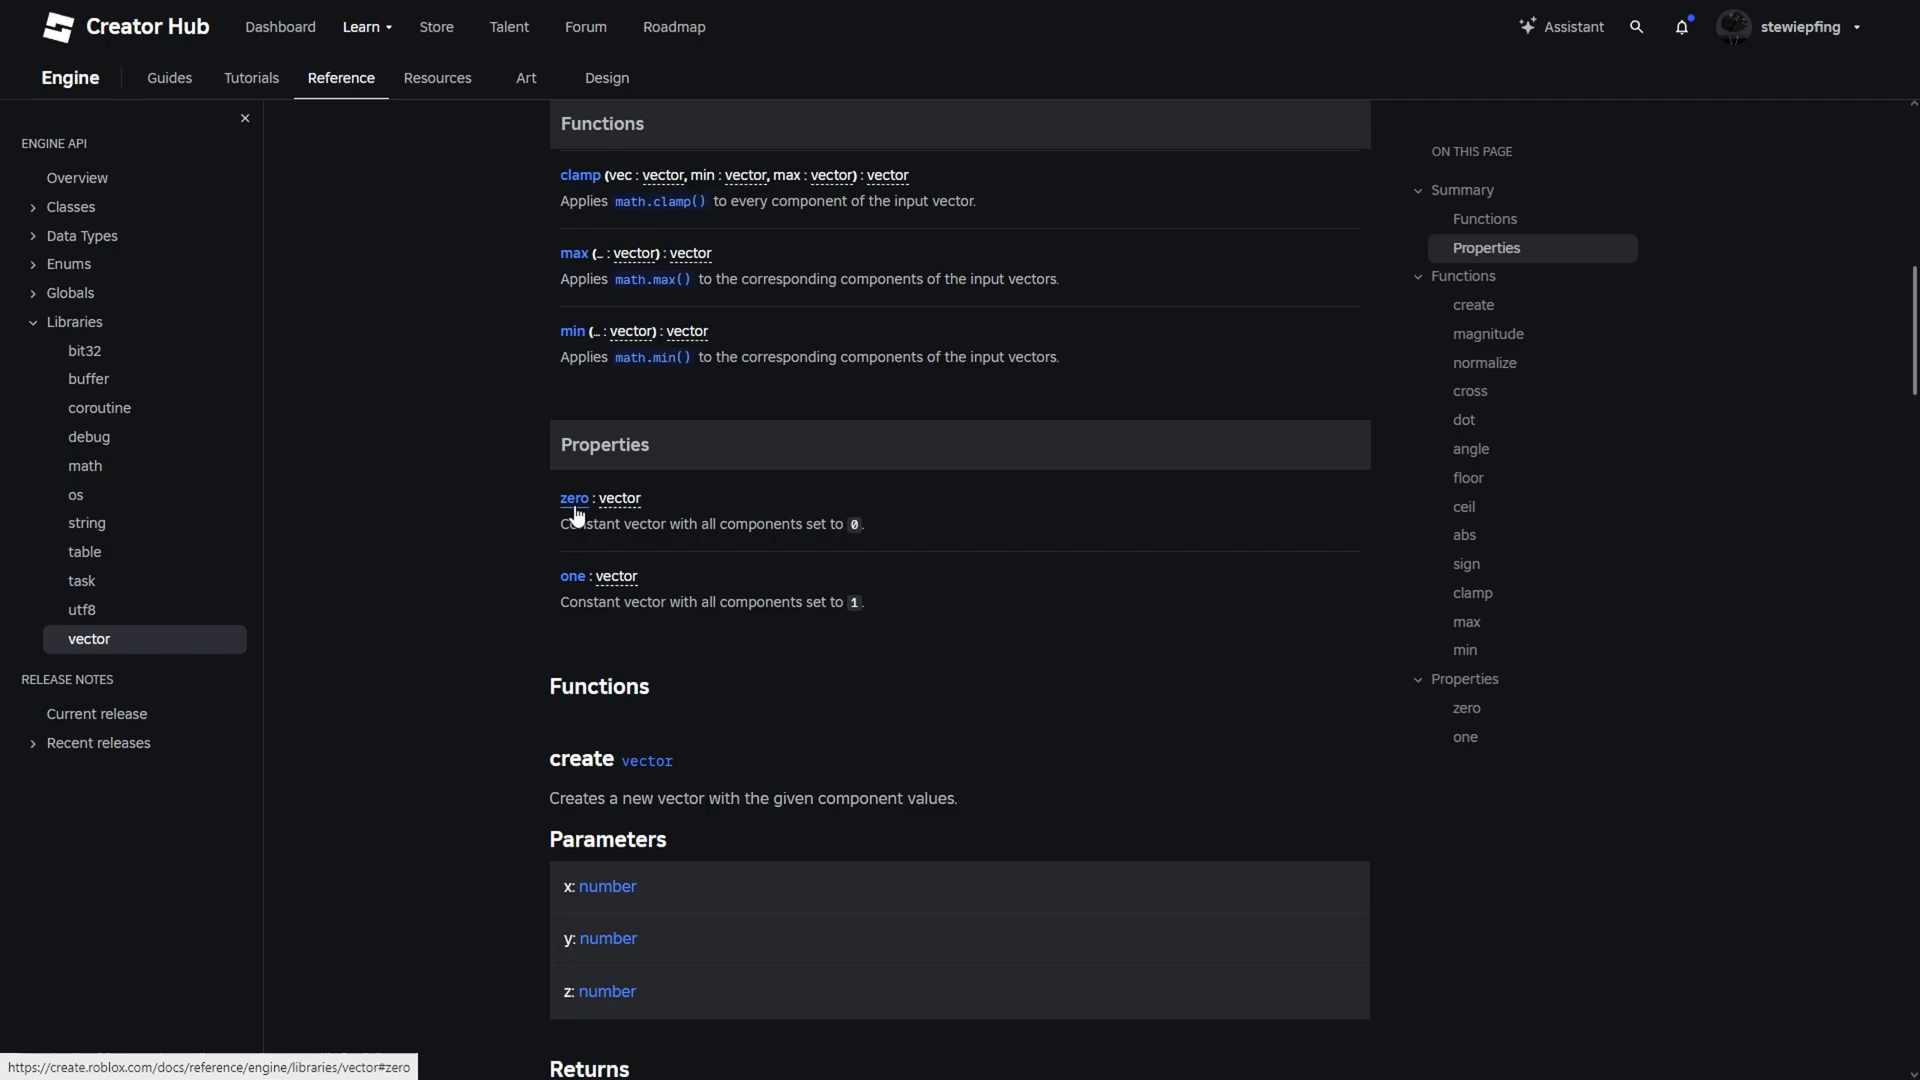 Creator Hub
Dashboard
Learn
Store
Talent
Forum
Roadmap
Assistant
stewiepfing
Engine
Guides
Tutorials
Reference
Resources
Art
Design
ENGINE API
Overview
Classes
Data Types
Enums
Globals
Libraries
bit32
buffer
coroutine
debug
math
os
string
table
task
utf8
vector
RELEASE NOTES
Current release
Recent releases
Functions
clamp (vec : vector, min : vector, max : vector) : vector
Applies math.clamp() to every component of the input vector.
max (… : vector) : vector
Applies math.max() to the corresponding components of the input vectors.
min (… : vector) : vector
Applies math.min() to the corresponding components of the input vectors.
Properties
zero : vector
Constant vector with all components set to 0.
one : vector
Constant vector with all components set to 1.
Functions
create vector
Creates a new vector with the given component values.
Parameters
x: number
y: number
z: number
Returns
ON THIS PAGE
Summary
Functions
Properties
Functions
create
magnitude
normalize
cross
dot
angle
floor
ceil
abs
sign
clamp
max
min
Properties
zero
one
https://create.roblox.com/docs/reference/engine/libraries/vector#zero